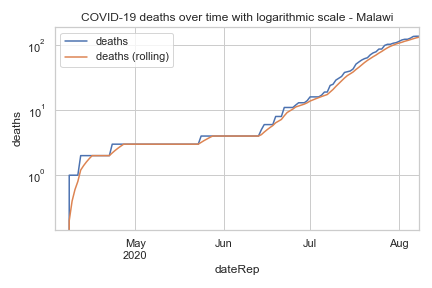 COVID-19 deaths over time with logarithmic scale - Malawi
deaths
deaths (rolling)
10²
10¹
10⁰
deaths
May
2020
Jun
Jul
Aug
dateRep